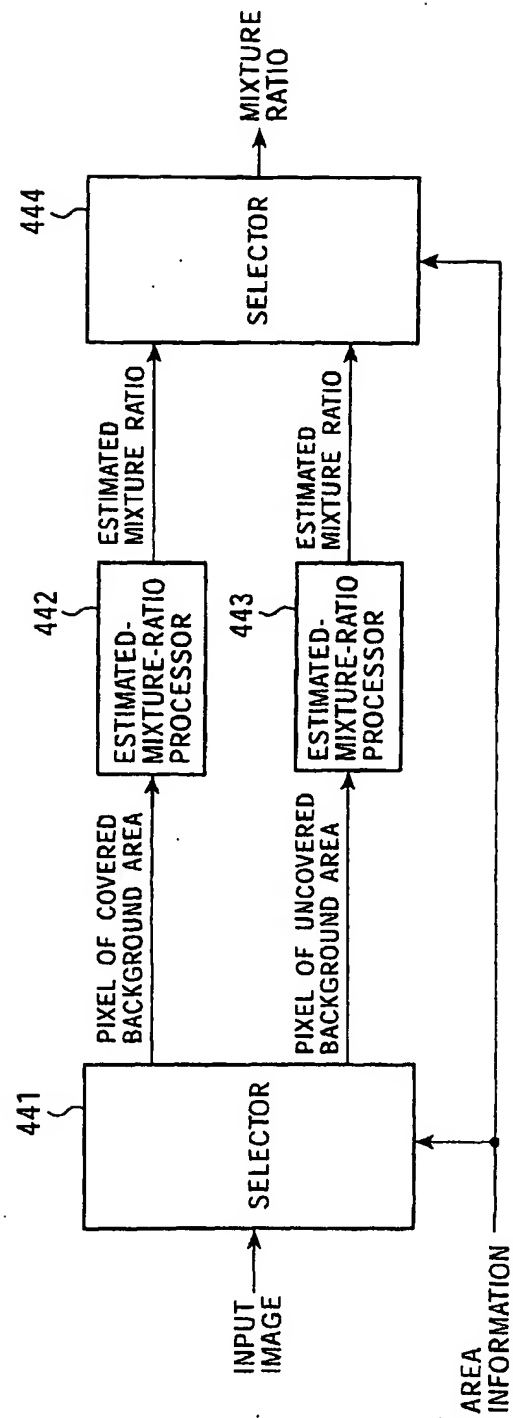 INPUT
IMAGE
441
SELECTOR
PIXEL OF COVERED
BACKGROUND AREA
PIXEL OF UNCOVERED
BACKGROUND AREA
442
ESTIMATED-
MIXTURE-RATIO
PROCESSOR
443
ESTIMATED-
MIXTURE-RATIO
PROCESSOR
ESTIMATED
MIXTURE RATIO
ESTIMATED
MIXTURE RATIO
444
SELECTOR
MIXTURE
RATIO
AREA
INFORMATION